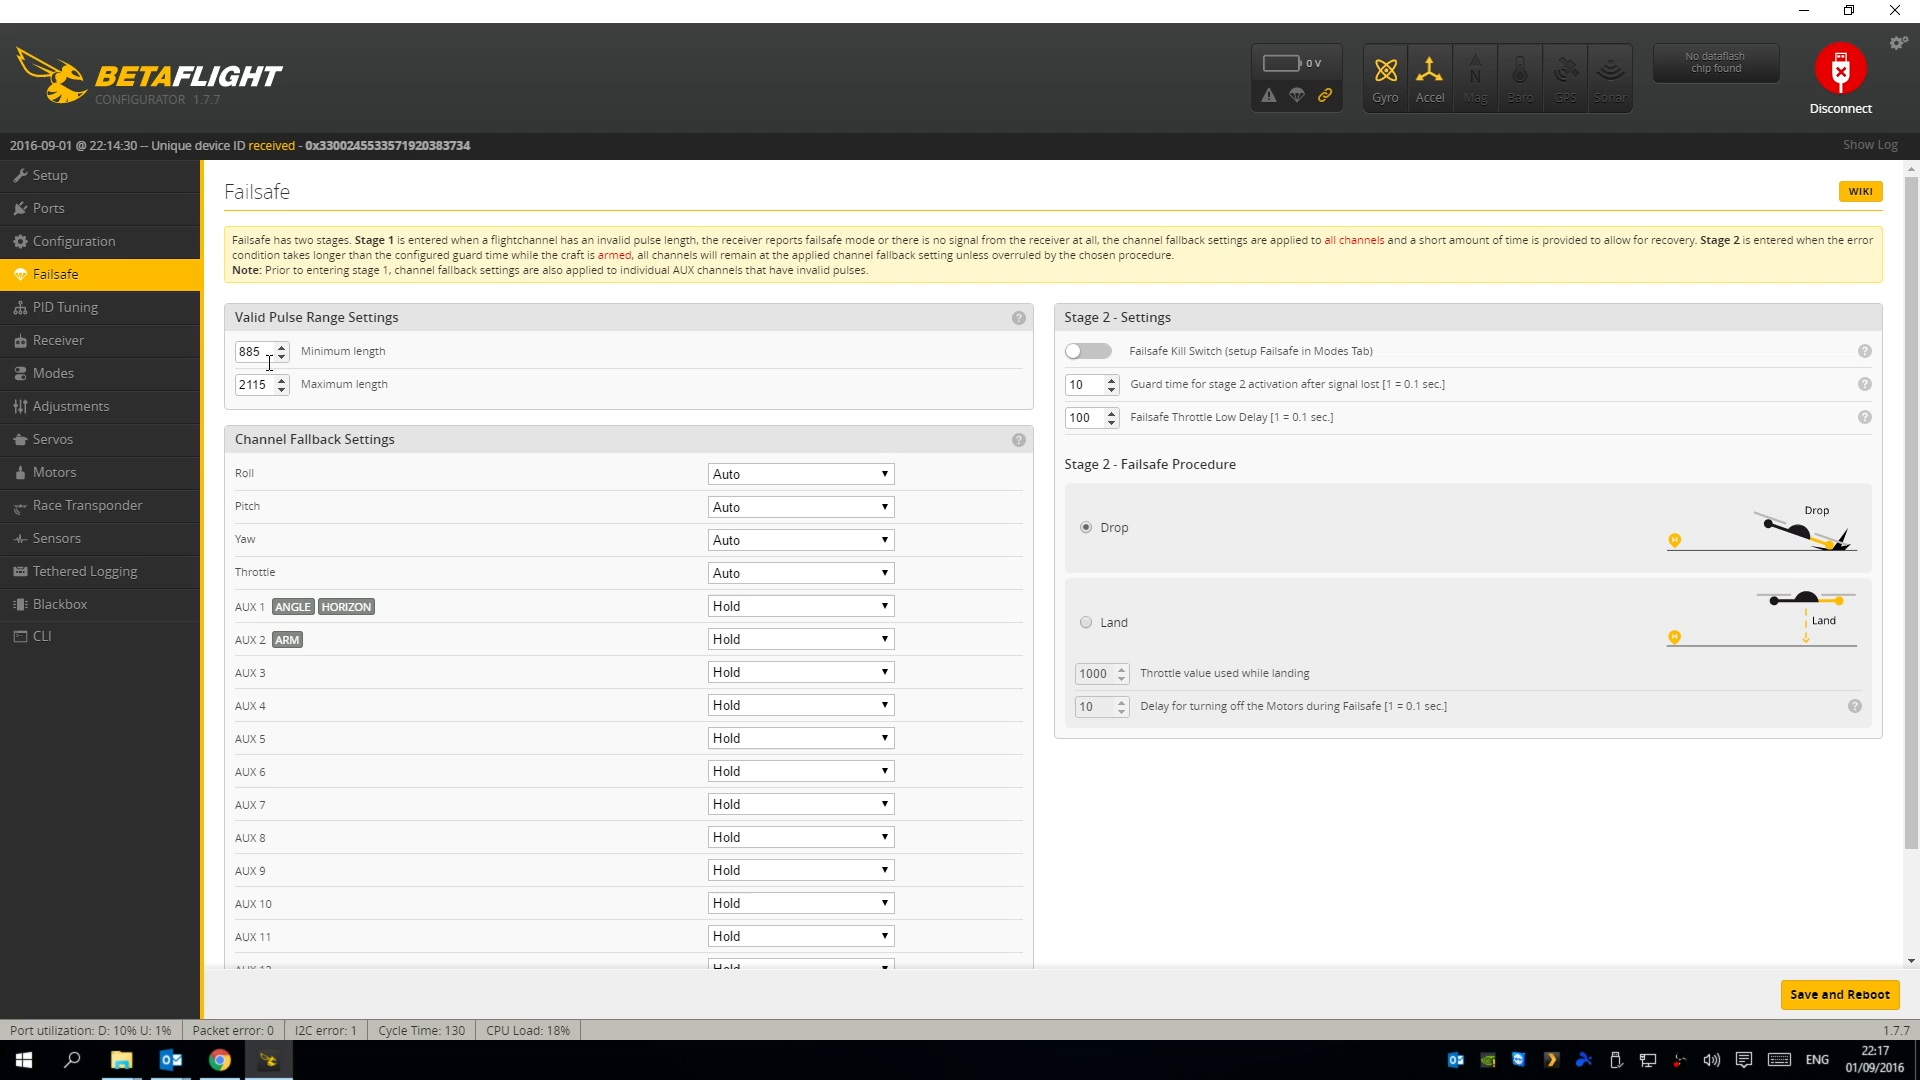 BETAFLIGHT
CONFIGURATOR 1.7.7
0 V
Gyro
Accel
Mag
Baro
GPS
Sonar
No dataflash
chip found
Disconnect
2016-09-01 @ 22:14:30 -- Unique device ID received - 0x3300245533571920383734
Show Log
Setup
Ports
Configuration
Failsafe
PID Tuning
Receiver
Modes
Adjustments
Servos
Motors
Race Transponder
Sensors
Tethered Logging
Blackbox
CLI
Failsafe
WIKI
Failsafe has two stages. Stage 1 is entered when a flightchannel has an invalid pulse length, the receiver reports failsafe mode or there is no signal from the receiver at all, the channel fallback settings are applied to all channels and a short amount of time is provided to allow for recovery. Stage 2 is entered when the error
condition takes longer than the configured guard time while the craft is armed, all channels will remain at the applied channel fallback setting unless overruled by the chosen procedure.
Note: Prior to entering stage 1, channel fallback settings are also applied to individual AUX channels that have invalid pulses.
Valid Pulse Range Settings
885 Minimum length
2115 Maximum length
Channel Fallback Settings
Roll Auto
Pitch Auto
Yaw Auto
Throttle Auto
AUX 1 ANGLE HORIZON Hold
AUX 2 ARM Hold
AUX 3 Hold
AUX 4 Hold
AUX 5 Hold
AUX 6 Hold
AUX 7 Hold
AUX 8 Hold
AUX 9 Hold
AUX 10 Hold
AUX 11 Hold
AUX 12 Hold
Stage 2 - Settings
Failsafe Kill Switch (setup Failsafe in Modes Tab)
10 Guard time for stage 2 activation after signal lost [1 = 0.1 sec.]
100 Failsafe Throttle Low Delay [1 = 0.1 sec.]
Stage 2 - Failsafe Procedure
Drop
Drop
H
Land
Land
H
1000 Throttle value used while landing
10 Delay for turning off the Motors during Failsafe [1 = 0.1 sec.]
Save and Reboot
Port utilization: D: 10% U: 1% Packet error: 0 I2C error: 1 Cycle Time: 130 CPU Load: 18% 1.7.7
ENG
22:17
01/09/2016